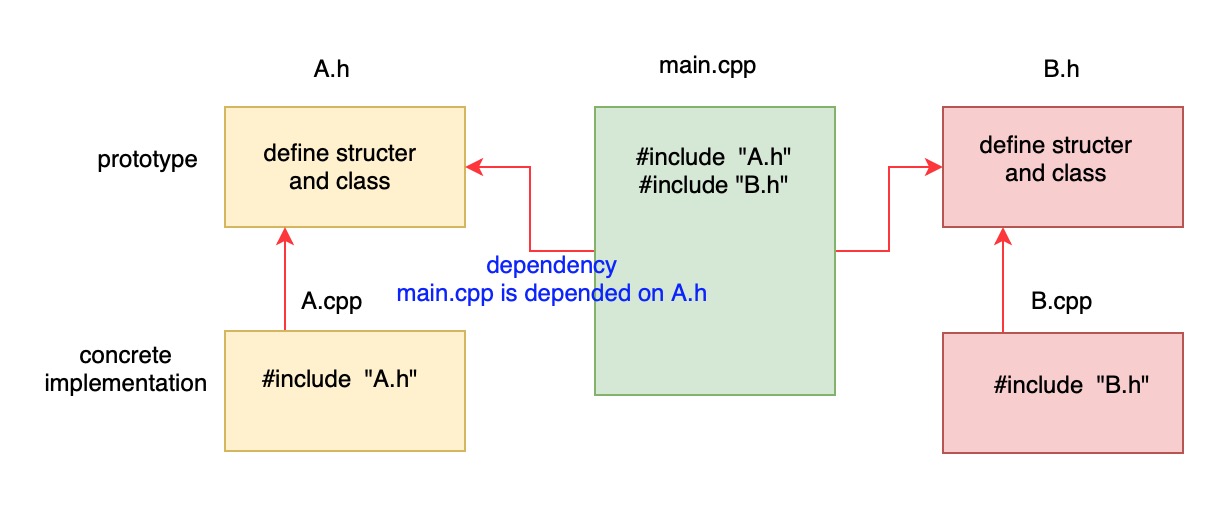 A.h
main.cpp
B.h
prototype
define structer
and class
#include  "A.h"
#include "B.h"
define structer
and class
dependency
main.cpp is depended on A.h
A.cpp
B.cpp
concrete
implementation
#include  "A.h"
#include  "B.h"